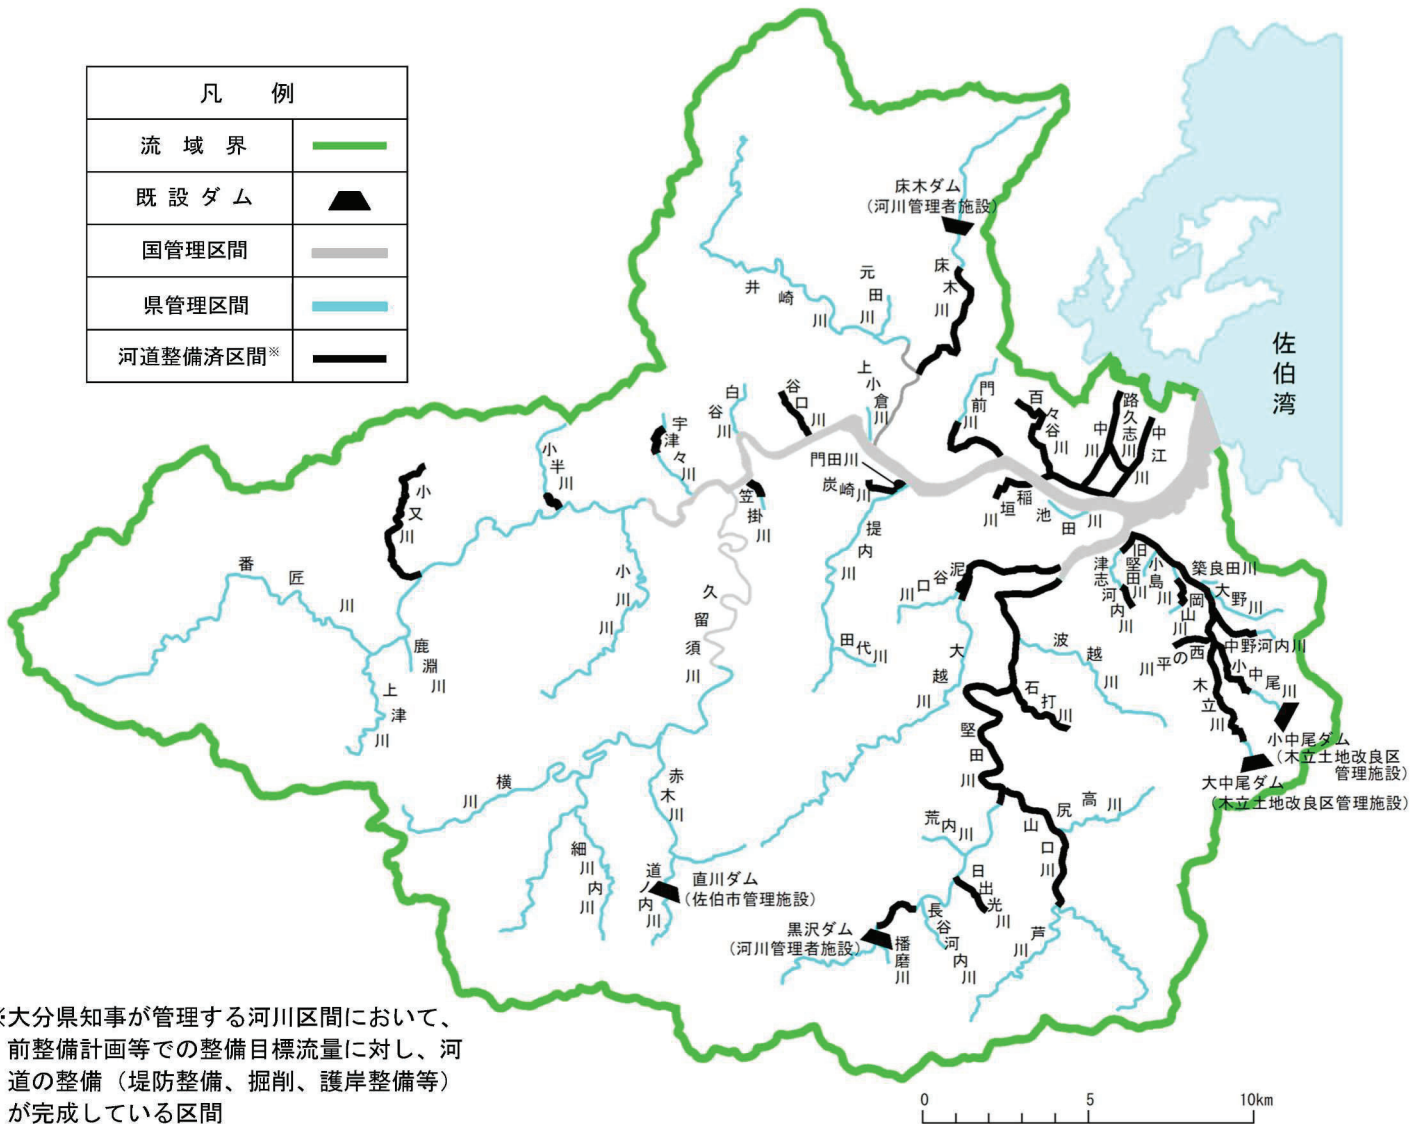 凡 例
流 域 界
既 設 ダ ム
国管理区間
県管理区間
河道整備済区間※
床木ダム
(河川管理者施設)
床木川
元田川
井崎川
上小倉川
佐伯湾
白谷川
谷口川
宇津々川
小半川
小又川
門前川
百々谷川
中川
路久志川
中江川
門田川
炭崎川
笠掛川
稲垣川
池田川
提内川
久留須川
小川
番匠川
鹿淵川
上津川
田代川
泥谷口川
大越川
波越川
石打川
堅田川
津志河内川
旧堅田川
小島川
岡山川
築良田川
大野川
中野河内川
西の平川
小中尾川
木立川
小中尾ダム
(木立土地改良区
管理施設)
大中尾ダム
(木立土地改良区管理施設)
横川
赤木川
細川内川
道ノ内川
直川ダム
(佐伯市管理施設)
荒内川
山口川
尻高川
日出光川
長谷河内川
芦川
黒沢ダム
(河川管理者施設)
播磨川
※大分県知事が管理する河川区間において、
前整備計画等での整備目標流量に対し、河
道の整備（堤防整備、掘削、護岸整備等）
が完成している区間
0 5 10km